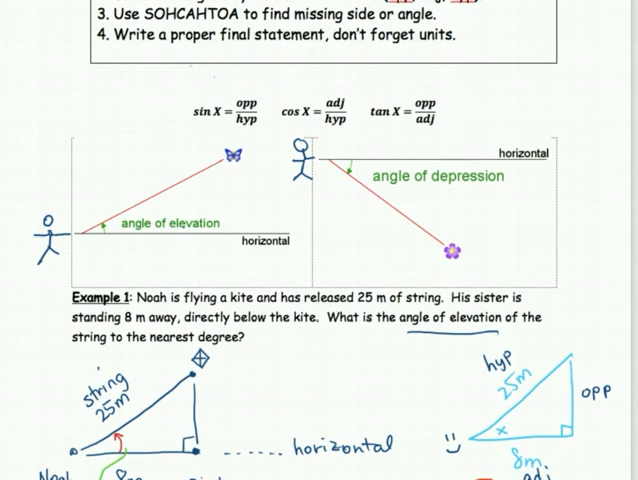 3. Use SOHCAHTOA to find missing side or angle.
4. Write a proper final statement, don't forget units.
sin X = opp/hyp cos X = adj/hyp tan X = opp/adj
horizontal
angle of depression
angle of elevation
horizontal
Example 1: Noah is flying a kite and has released 25 m of string. His sister is
standing 8 m away, directly below the kite. What is the angle of elevation of the
string to the nearest degree?
string
25m
hyp
25m
opp
x
horizontal
8m
adj
Noah